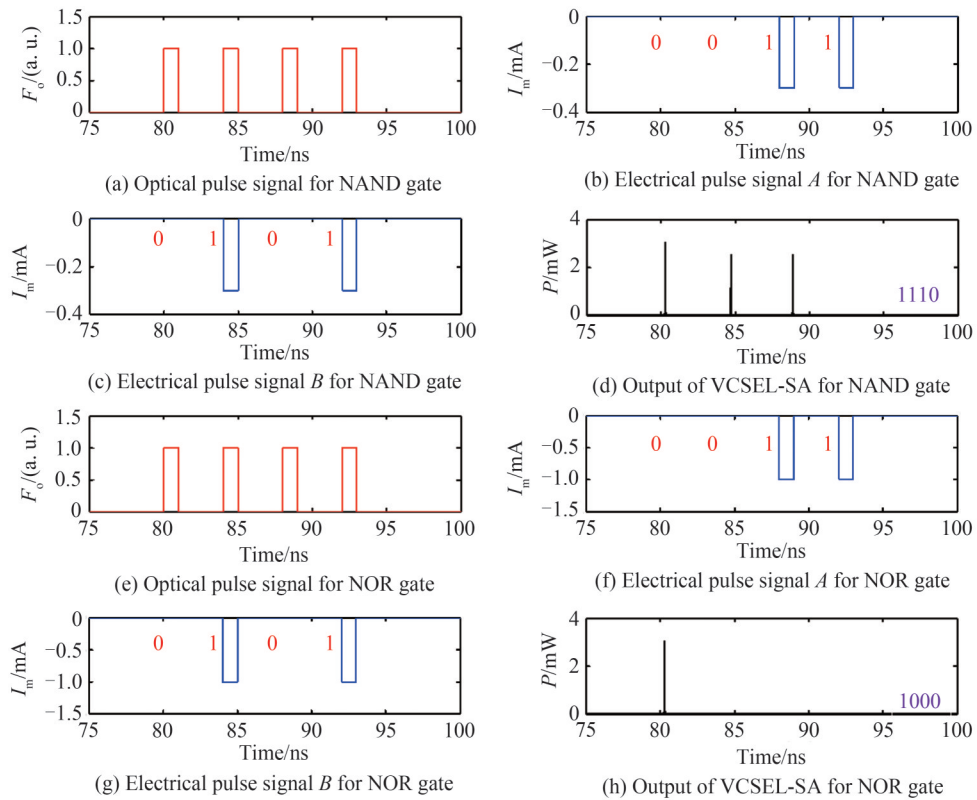 1.5
1.0
0.5
0
F₀/(a. u.)
75 80 85 90 95 100
Time/ns
(a) Optical pulse signal for NAND gate
0
−0.2
−0.4
Iₘ/mA
0 0 1 1
75 80 85 90 95 100
Time/ns
(b) Electrical pulse signal A for NAND gate
0
−0.2
−0.4
Iₘ/mA
0 1 0 1
75 80 85 90 95 100
Time/ns
(c) Electrical pulse signal B for NAND gate
4
2
0
P/mW
1110
75 80 85 90 95 100
Time/ns
(d) Output of VCSEL-SA for NAND gate
1.5
1.0
0.5
0
F₀/(a. u.)
75 80 85 90 95 100
Time/ns
(e) Optical pulse signal for NOR gate
0
−0.5
−1.0
−1.5
Iₘ/mA
0 0 1 1
75 80 85 90 95 100
Time/ns
(f) Electrical pulse signal A for NOR gate
0
−0.5
−1.0
−1.5
Iₘ/mA
0 1 0 1
75 80 85 90 95 100
Time/ns
(g) Electrical pulse signal B for NOR gate
4
2
0
P/mW
1000
75 80 85 90 95 100
Time/ns
(h) Output of VCSEL-SA for NOR gate